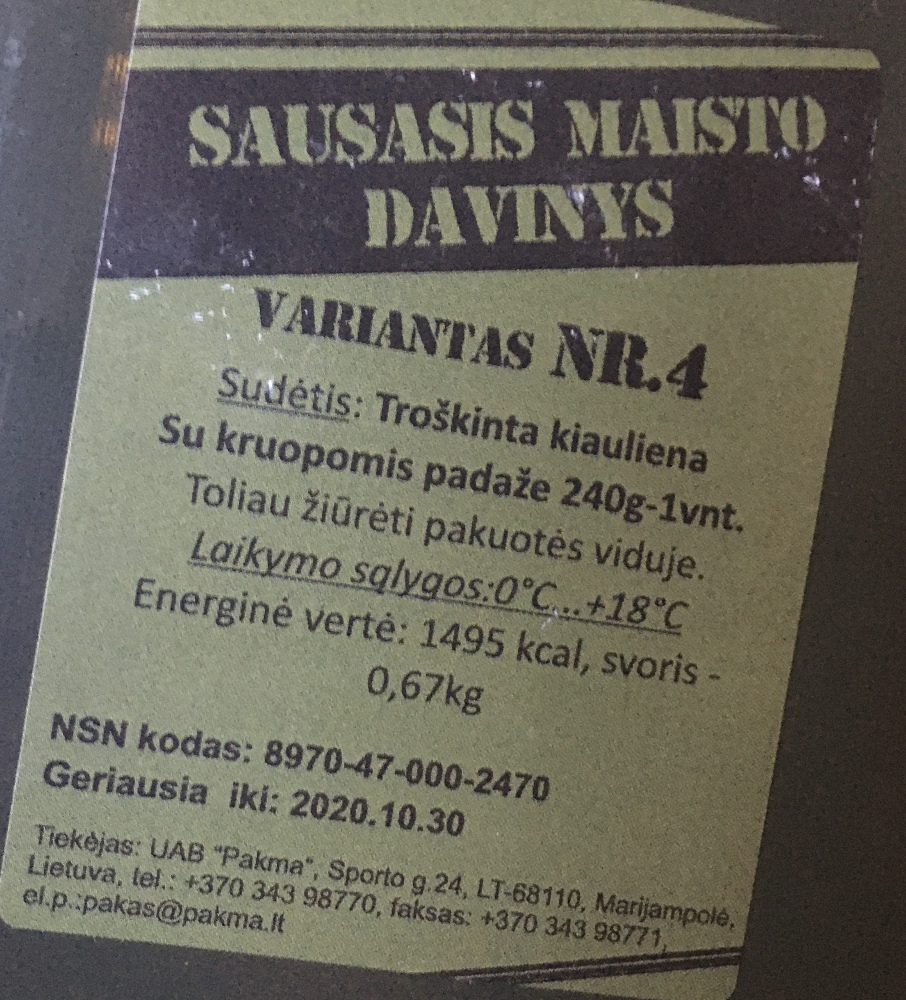 SAUSASIS MAISTO
DAVINYS
VARIANTAS NR.4
Sudėtis: Troškinta kiauliena
Su kruopomis padaže 240g-1vnt.
Toliau žiūrėti pakuotės viduje.
Laikymo sąlygos:0°C...+18°C
Energinė vertė: 1495 kcal, svoris -
0,67kg
NSN kodas: 8970-47-000-2470
Geriausia iki: 2020.10.30
Tiekėjas: UAB "Pakma", Sporto g.24, LT-68110, Marijampolė,
Lietuva, tel.: +370 343 98770, faksas: +370 343 98771,
el.p.:pakas@pakma.lt